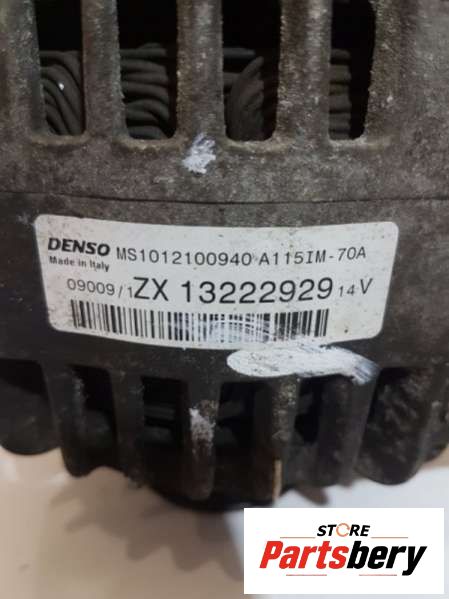 DENSO MS1012100940 A115IM-70A
Made in Italy
09009/1ZX 13222929 14V
STORE
Partsbery